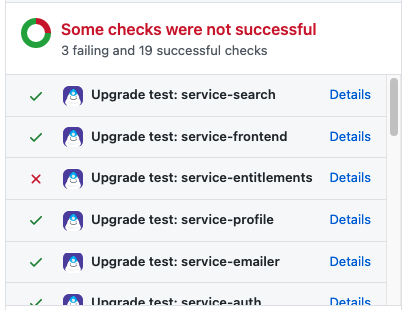 Some checks were not successful
3 failing and 19 successful checks
Upgrade test: service-search Details
Upgrade test: service-frontend Details
Upgrade test: service-entitlements Details
Upgrade test: service-profile Details
Upgrade test: service-emailer Details
Upgrade test: service-auth Details